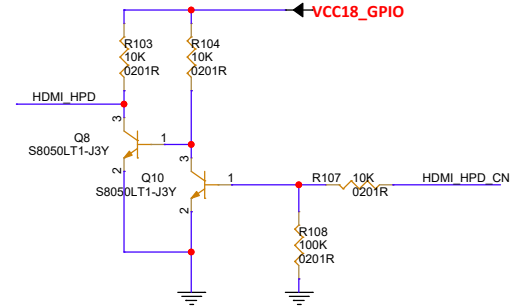 VCC18_GPIO
R103
10K
0201R
R104
10K
0201R
HDMI_HPD
3
Q8
S8050LT1-J3Y
1
2
3
Q10
S8050LT1-J3Y
1
2
R107
10K
0201R
HDMI_HPD_CN
R108
100K
0201R